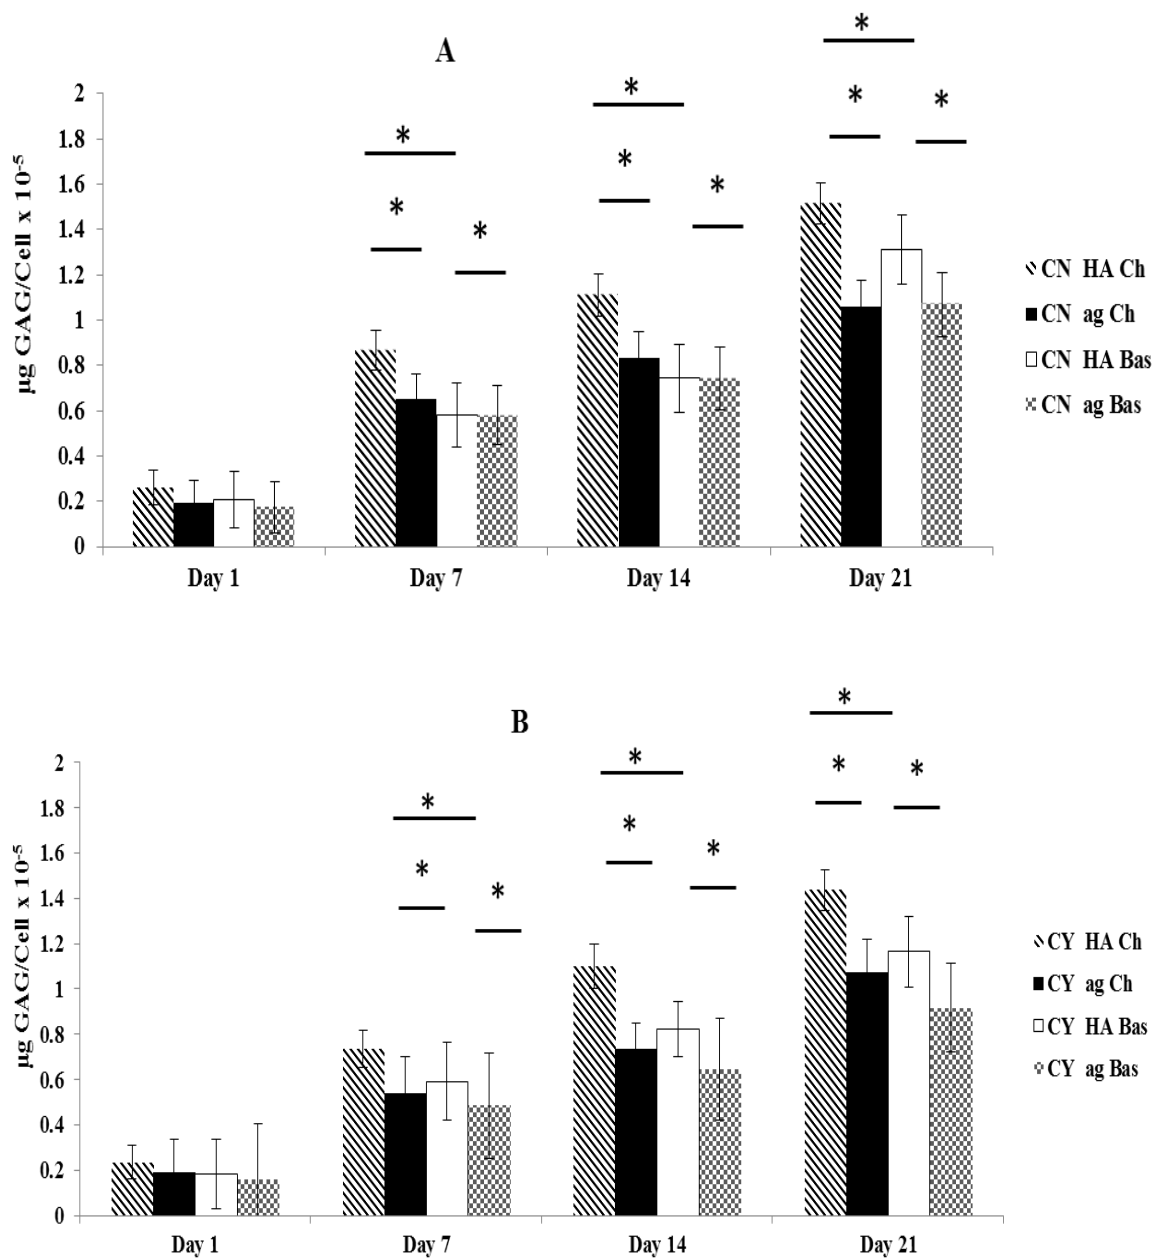 A
*
*
*
*
*
*
*
*
*
2
1.8
1.6
1.4
1.2
1
0.8
0.6
0.4
0.2
0
µg GAG/Cell x 10⁻⁵
CN HA Ch
CN ag Ch
CN HA Bas
CN ag Bas
Day 1 Day 7 Day 14 Day 21
B
*
*
*
*
*
*
*
*
*
2
1.8
1.6
1.4
1.2
1
0.8
0.6
0.4
0.2
0
µg GAG/Cell x 10⁻⁵
CY HA Ch
CY ag Ch
CY HA Bas
CY ag Bas
Day 1 Day 7 Day 14 Day 21